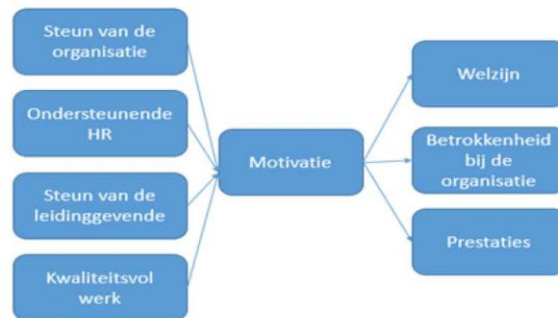 Steun van de
organisatie
Ondersteunende
HR
Steun van de
leidinggevende
Kwaliteitsvol
werk
Motivatie
Welzijn
Betrokkenheid
bij de
organisatie
Prestaties